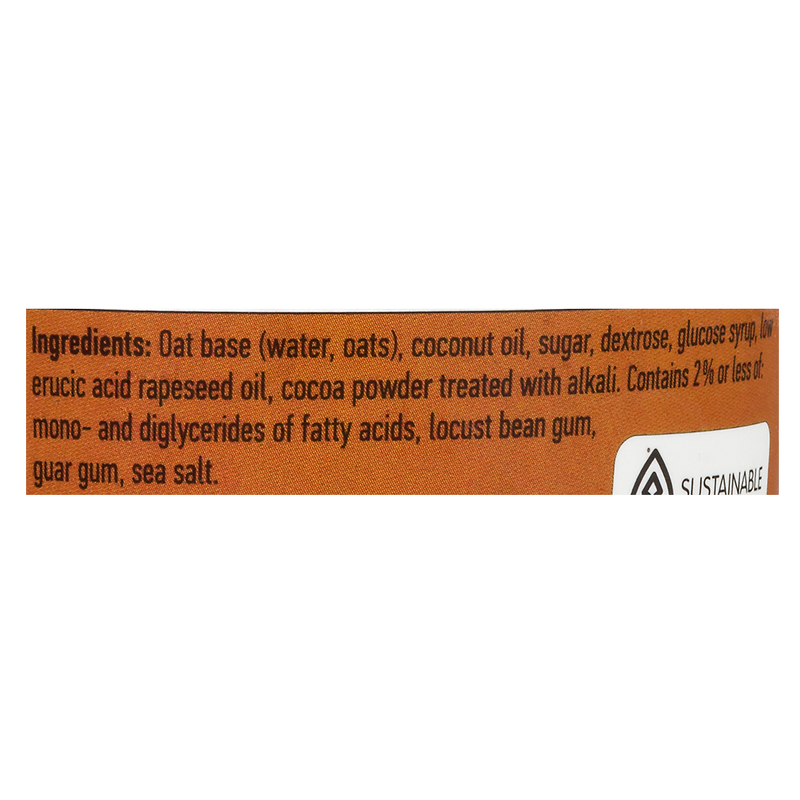 Ingredients: Oat base (water, oats), coconut oil, sugar, dextrose, glucose syrup, low
erucic acid rapeseed oil, cocoa powder treated with alkali. Contains 2% or less of:
mono- and diglycerides of fatty acids, locust bean gum,
guar gum, sea salt.
SUSTAINABLE